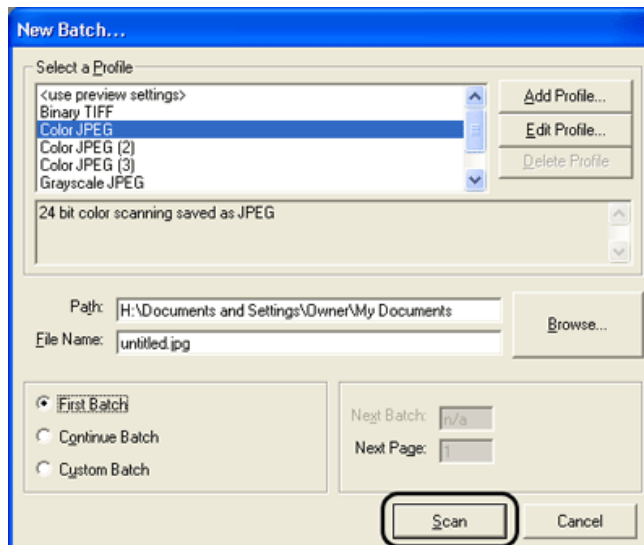 New Batch...
Select a Profile
<use preview settings>
Binary TIFF
Color JPEG
Color JPEG (2)
Color JPEG (3)
Grayscale JPEG
Add Profile...
Edit Profile...
Delete Profile
24 bit color scanning saved as JPEG
Path: H:\Documents and Settings\Owner\My Documents
File Name: untitled.jpg
Browse...
First Batch
Continue Batch
Custom Batch
Next Batch: n/a
Next Page: 1
Scan Cancel